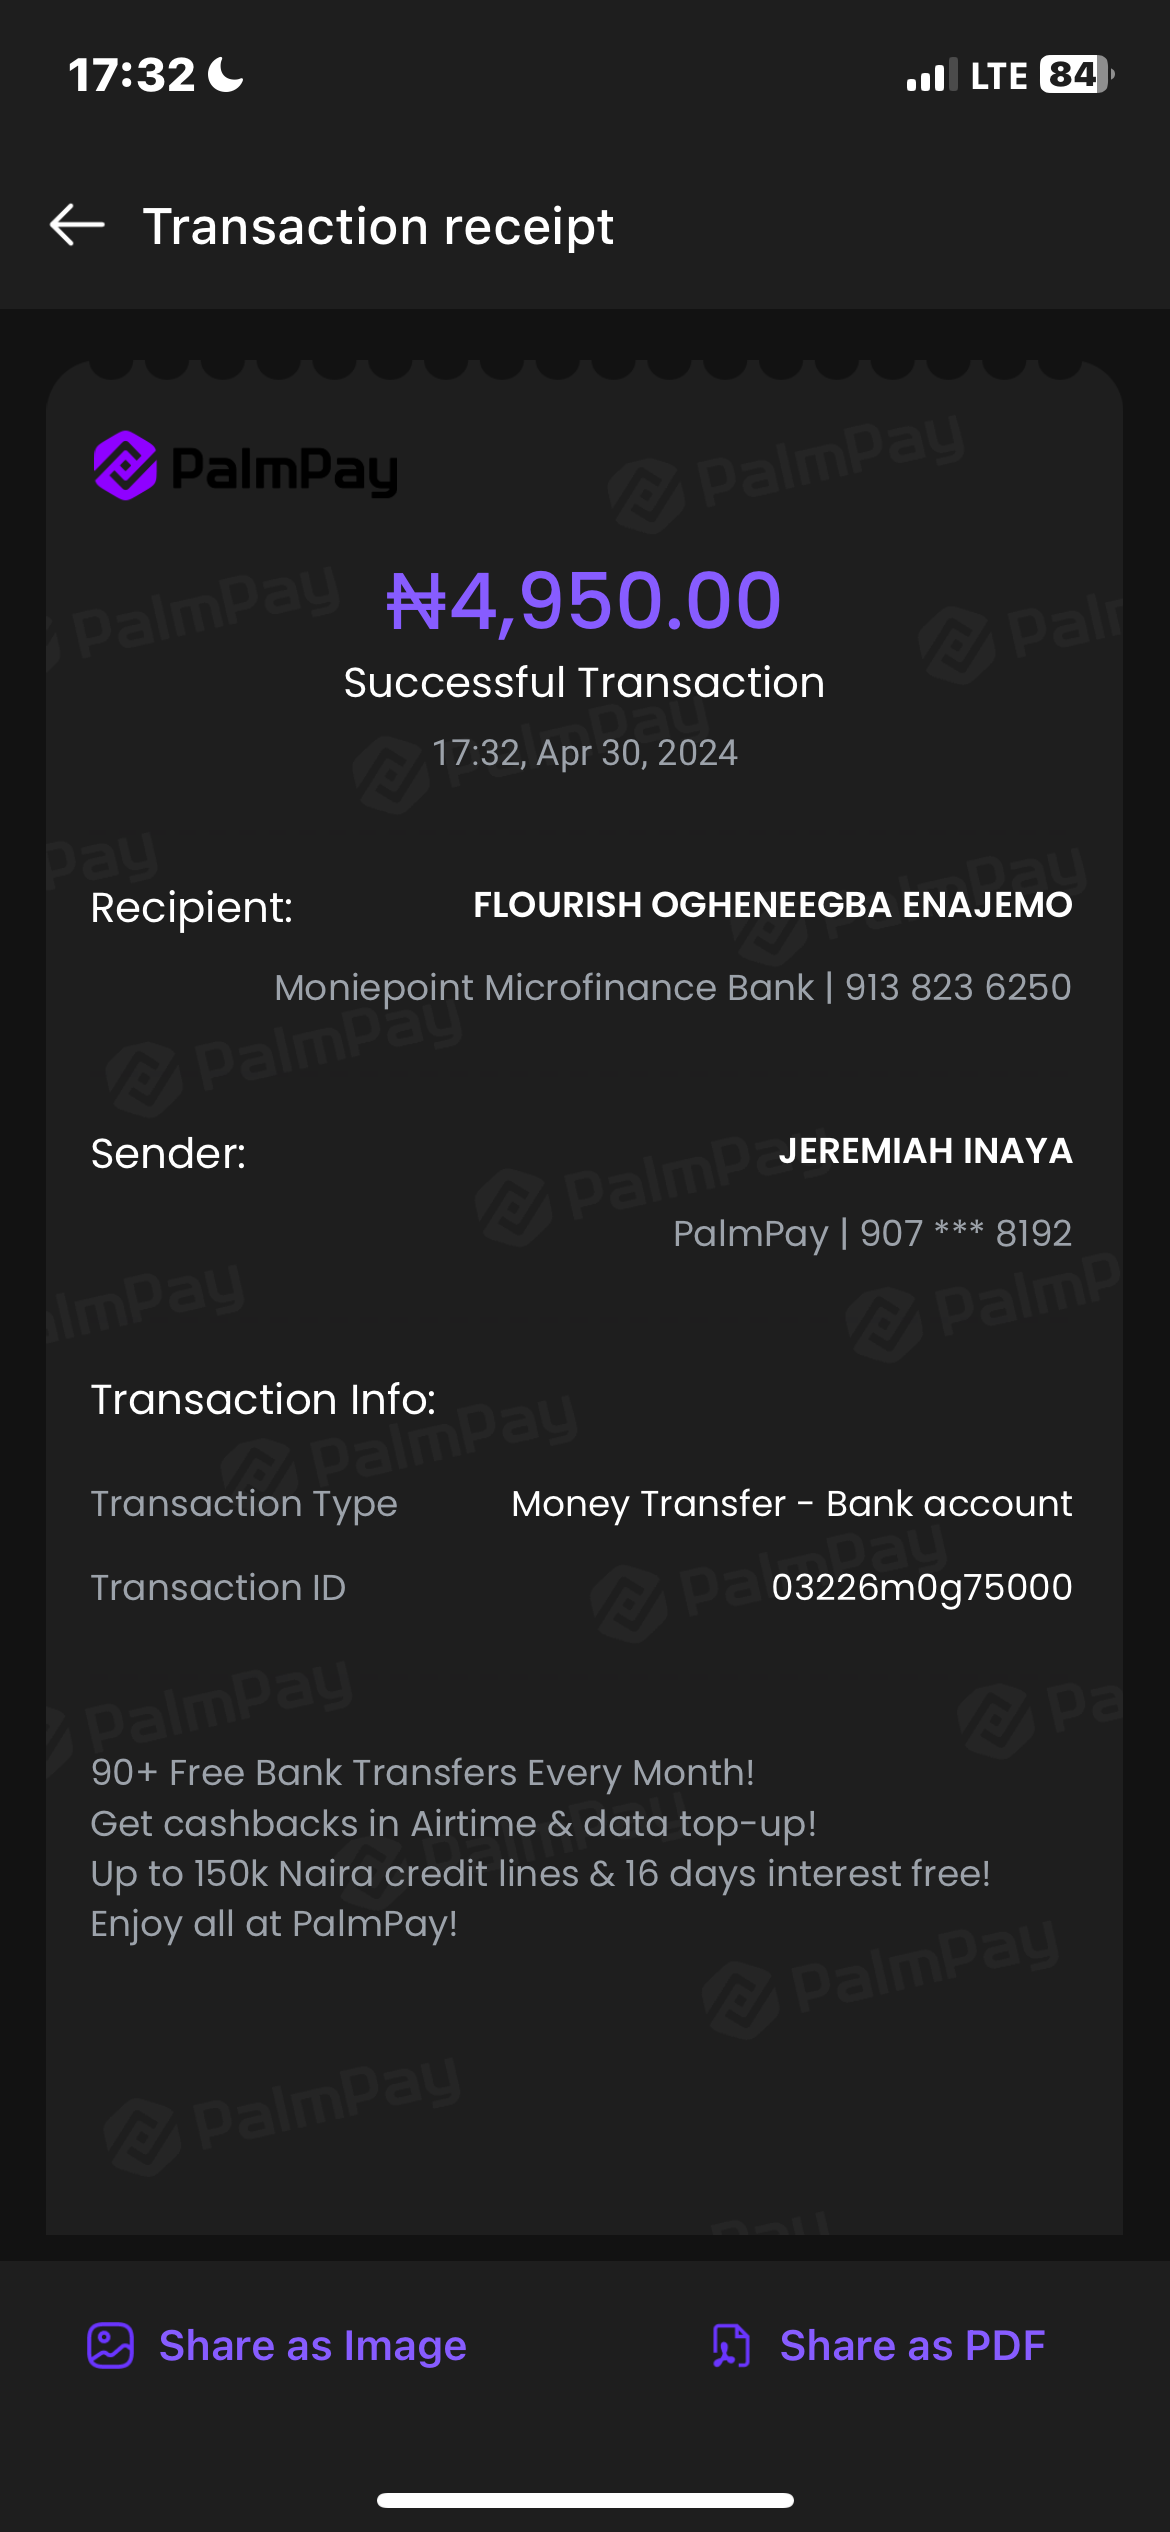 17:32 LTE 84
Transaction receipt
PalmPay
₦4,950.00
Successful Transaction
17:32, Apr 30, 2024
Recipient: FLOURISH OGHENEEGBA ENAJEMO
Moniepoint Microfinance Bank | 913 823 6250
Sender: JEREMIAH INAYA
PalmPay | 907 *** 8192
Transaction Info:
Transaction Type Money Transfer - Bank account
Transaction ID 03226m0g75000
90+ Free Bank Transfers Every Month!
Get cashbacks in Airtime & data top-up!
Up to 150k Naira credit lines & 16 days interest free!
Enjoy all at PalmPay!
Share as Image Share as PDF